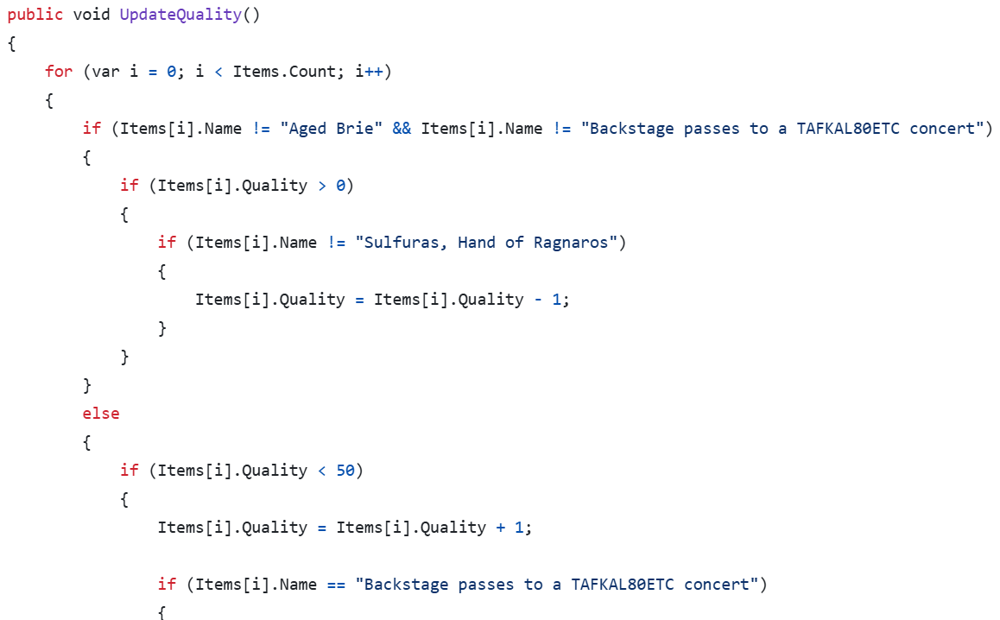 public void UpdateQuality()
{
    for (var i = 0; i < Items.Count; i++)
    {
        if (Items[i].Name != "Aged Brie" && Items[i].Name != "Backstage passes to a TAFKAL80ETC concert")
        {
            if (Items[i].Quality > 0)
            {
                if (Items[i].Name != "Sulfuras, Hand of Ragnaros")
                {
                    Items[i].Quality = Items[i].Quality - 1;
                }
            }
        }
        else
        {
            if (Items[i].Quality < 50)
            {
                Items[i].Quality = Items[i].Quality + 1;

                if (Items[i].Name == "Backstage passes to a TAFKAL80ETC concert")
                {